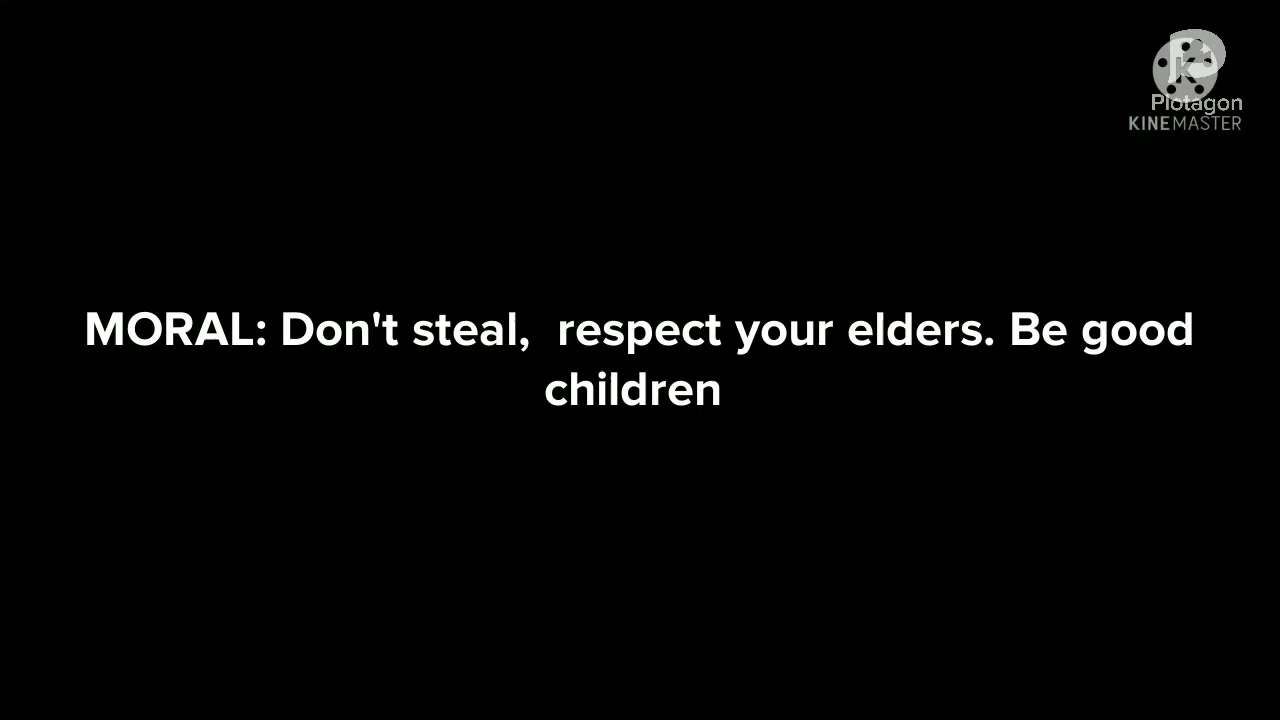 Plotagon
KINEMASTER
MORAL: Don't steal,  respect your elders. Be good
children